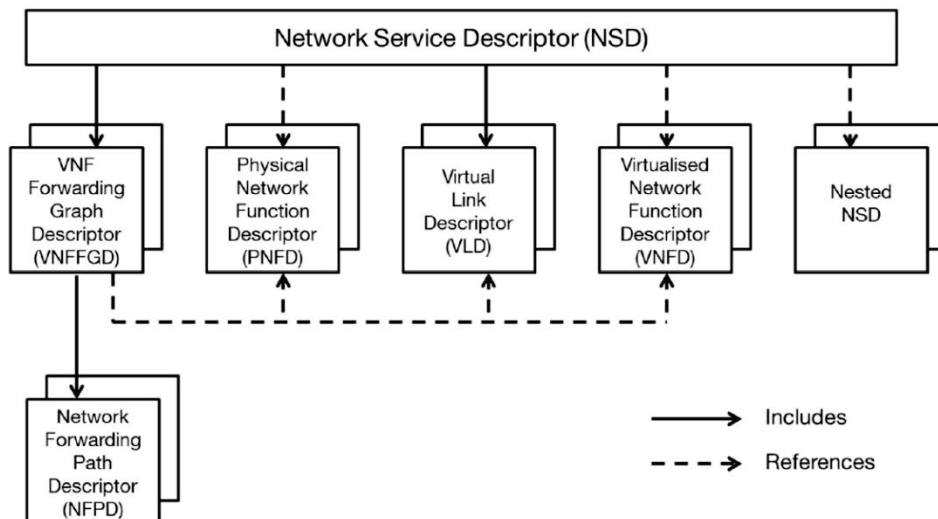 Network Service Descriptor (NSD)
VNF
Forwarding
Graph
Descriptor
(VNFFGD)
Physical
Network
Function
Descriptor
(PNFD)
Virtual
Link
Descriptor
(VLD)
Virtualised
Network
Function
Descriptor
(VNFD)
Nested
NSD
Network
Forwarding
Path
Descriptor
(NFPD)
Includes
References